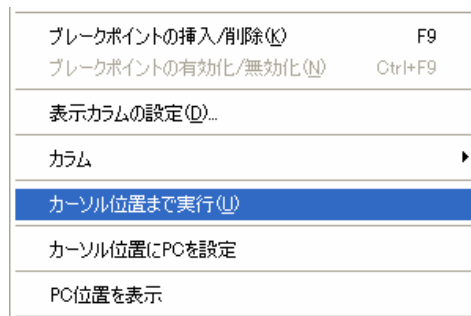 ブレークポイントの挿入/削除(K) F9
ブレークポイントの有効化/無効化(N) Ctrl+F9
表示カラムの設定(D)...
カラム
カーソル位置まで実行(U)
カーソル位置にPCを設定
PC位置を表示